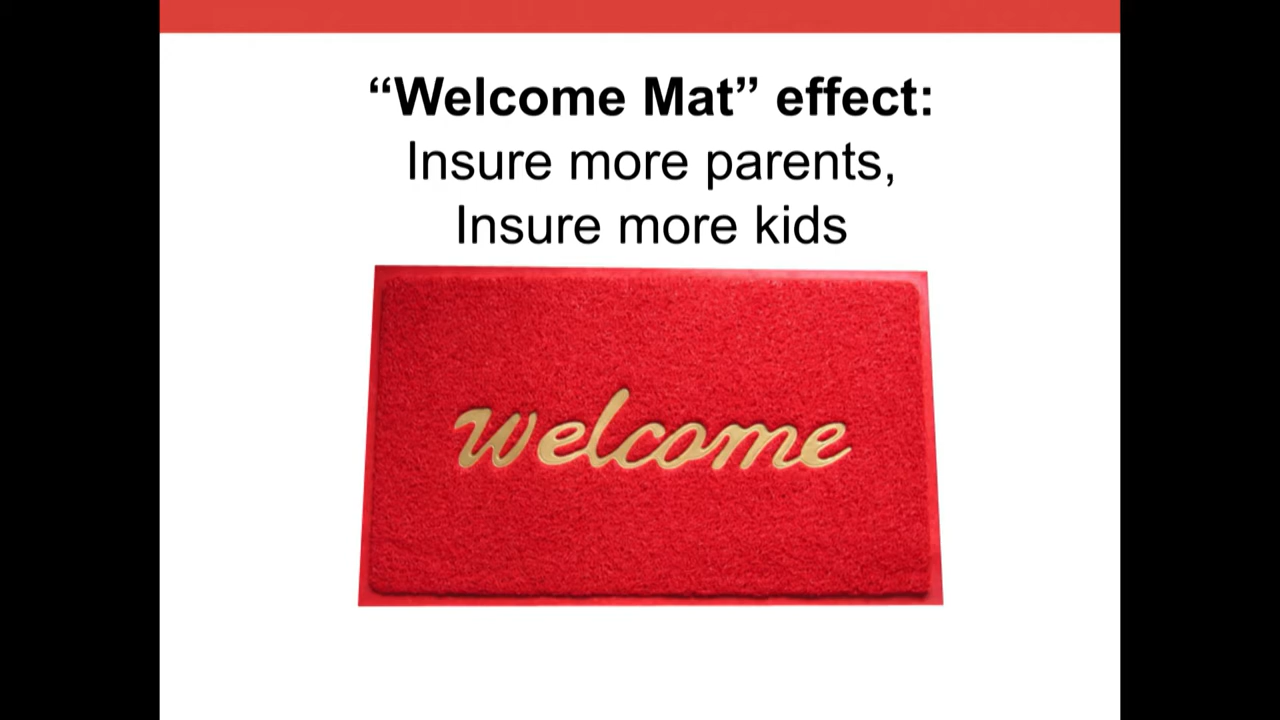 “Welcome Mat” effect:
Insure more parents,
Insure more kids
welcome